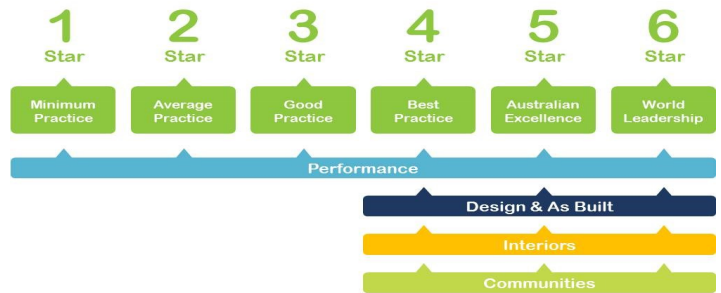 1 2 3 4 5 6
Star Star Star Star Star Star
Minimum Practice
Average Practice
Good Practice
Best Practice
Australian Excellence
World Leadership
Performance
Design & As Built
Interiors
Communities